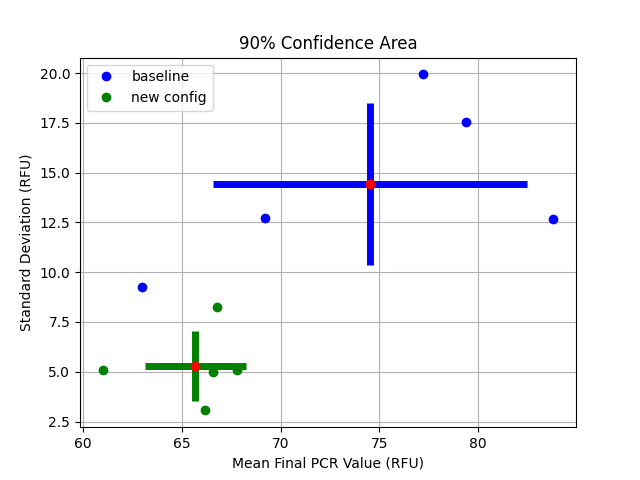 90% Confidence Area
baseline
new config
20.0
17.5
15.0
12.5
10.0
7.5
5.0
2.5
Standard Deviation (RFU)
60 65 70 75 80
Mean Final PCR Value (RFU)